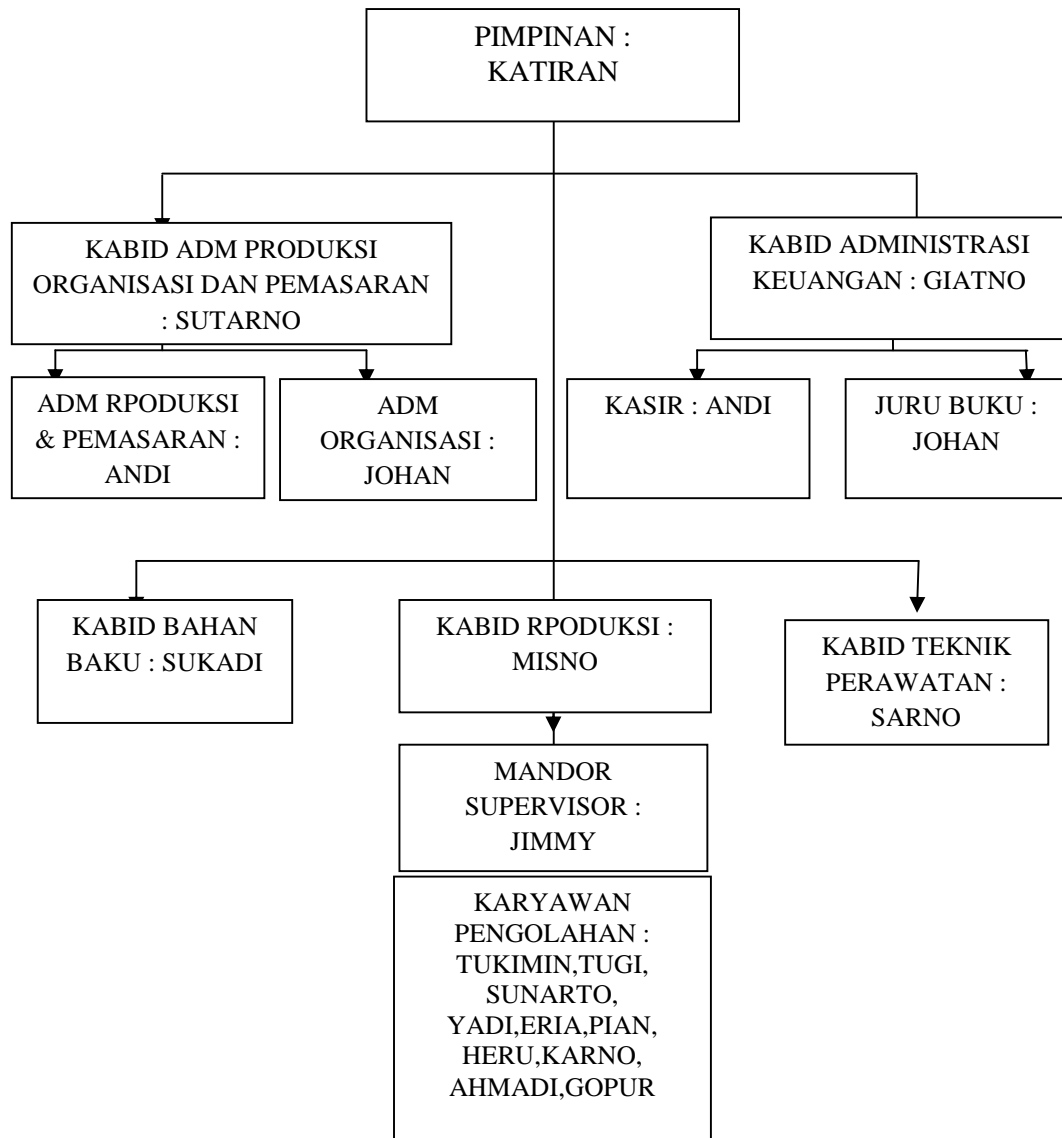 PIMPINAN :
KATIRAN
KABID ADM PRODUKSI
ORGANISASI DAN PEMASARAN
: SUTARNO
KABID ADMINISTRASI
KEUANGAN : GIATNO
ADM RPODUKSI
& PEMASARAN :
ANDI
ADM
ORGANISASI :
JOHAN
KASIR : ANDI
JURU BUKU :
JOHAN
KABID BAHAN
BAKU : SUKADI
KABID RPODUKSI :
MISNO
KABID TEKNIK
PERAWATAN :
SARNO
MANDOR
SUPERVISOR :
JIMMY
KARYAWAN
PENGOLAHAN :
TUKIMIN,TUGI,
SUNARTO,
YADI,ERIA,PIAN,
HERU,KARNO,
AHMADI,GOPUR